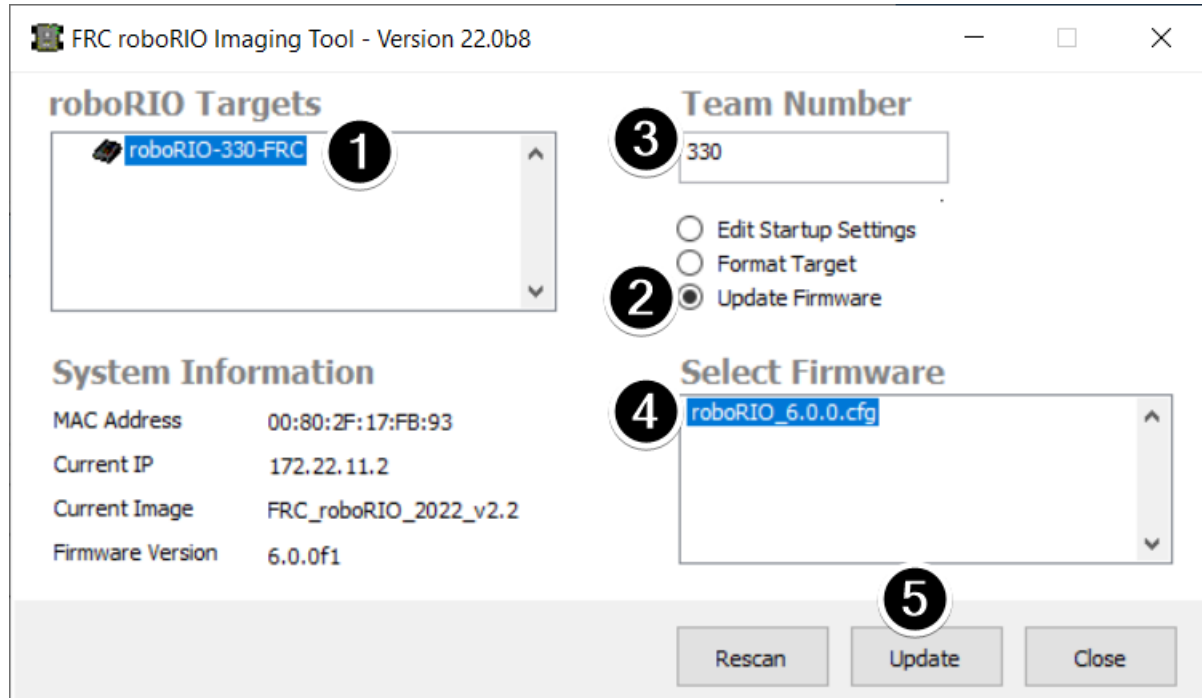 FRC roboRIO Imaging Tool - Version 22.0b8
roboRIO Targets
roboRIO-330-FRC
1
Team Number
3
330
Edit Startup Settings
Format Target
2
Update Firmware
System Information
MAC Address 00:80:2F:17:FB:93
Current IP 172.22.11.2
Current Image FRC_roboRIO_2022_v2.2
Firmware Version 6.0.0f1
Select Firmware
4
roboRIO_6.0.0.cfg
5
Rescan Update Close